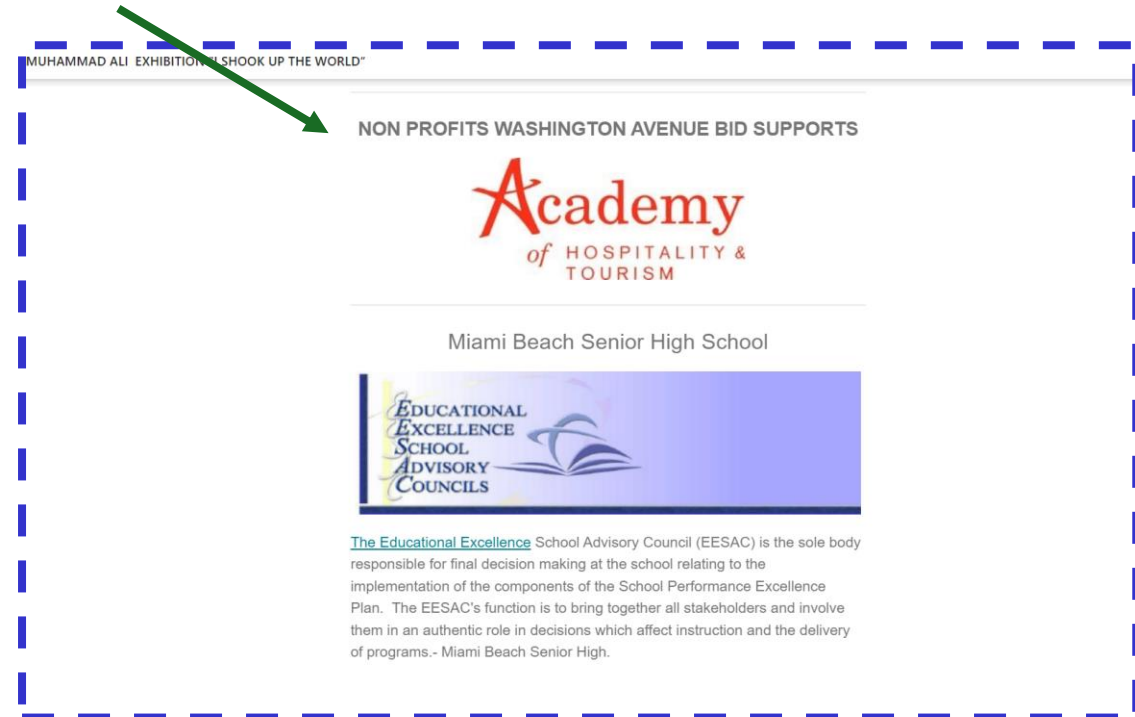 MUHAMMAD ALI EXHIBITION "I SHOOK UP THE WORLD"
NON PROFITS WASHINGTON AVENUE BID SUPPORTS
Academy
of HOSPITALITY &
TOURISM
Miami Beach Senior High School
EDUCATIONAL
EXCELLENCE
SCHOOL
ADVISORY
COUNCILS
The Educational Excellence School Advisory Council (EESAC) is the sole body
responsible for final decision making at the school relating to the
implementation of the components of the School Performance Excellence
Plan. The EESAC's function is to bring together all stakeholders and involve
them in an authentic role in decisions which affect instruction and the delivery
of programs.- Miami Beach Senior High.